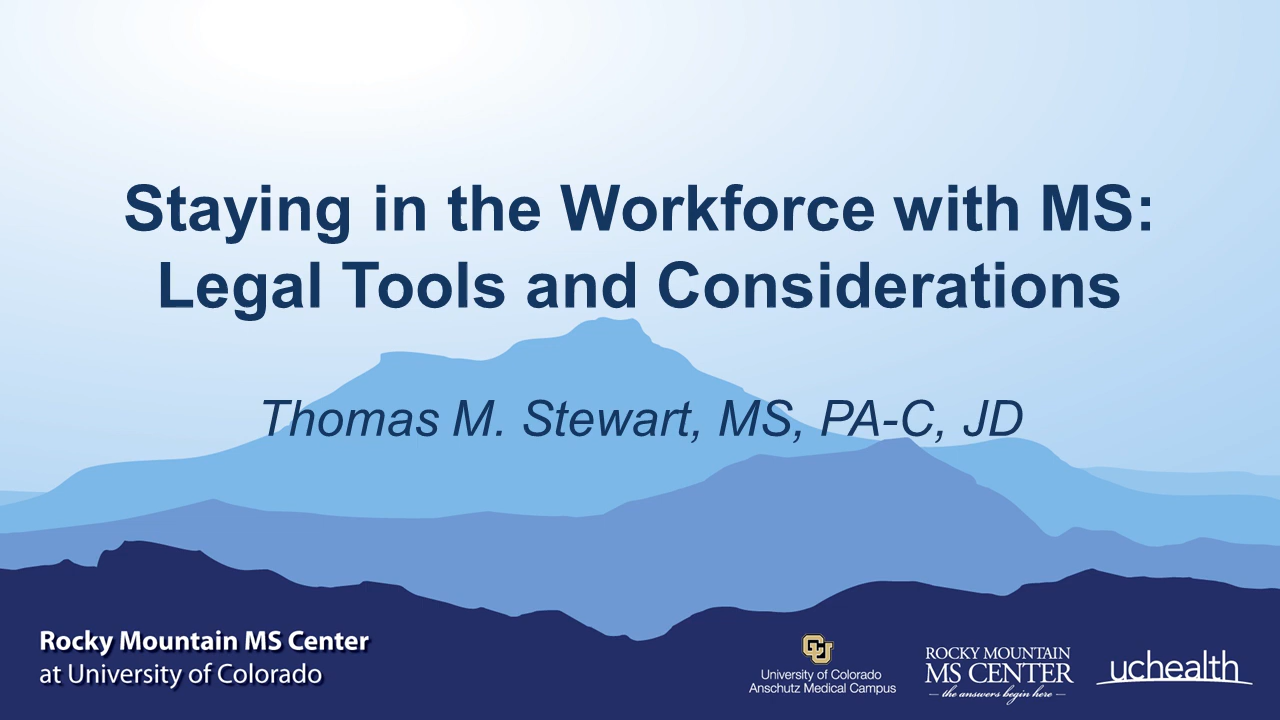 Staying in the Workforce with MS:
Legal Tools and Considerations
Thomas M. Stewart, MS, PA-C, JD
Rocky Mountain MS Center
at University of Colorado
CU
University of Colorado
Anschutz Medical Campus
ROCKY MOUNTAIN
MS CENTER
— the answers begin here —
uchealth